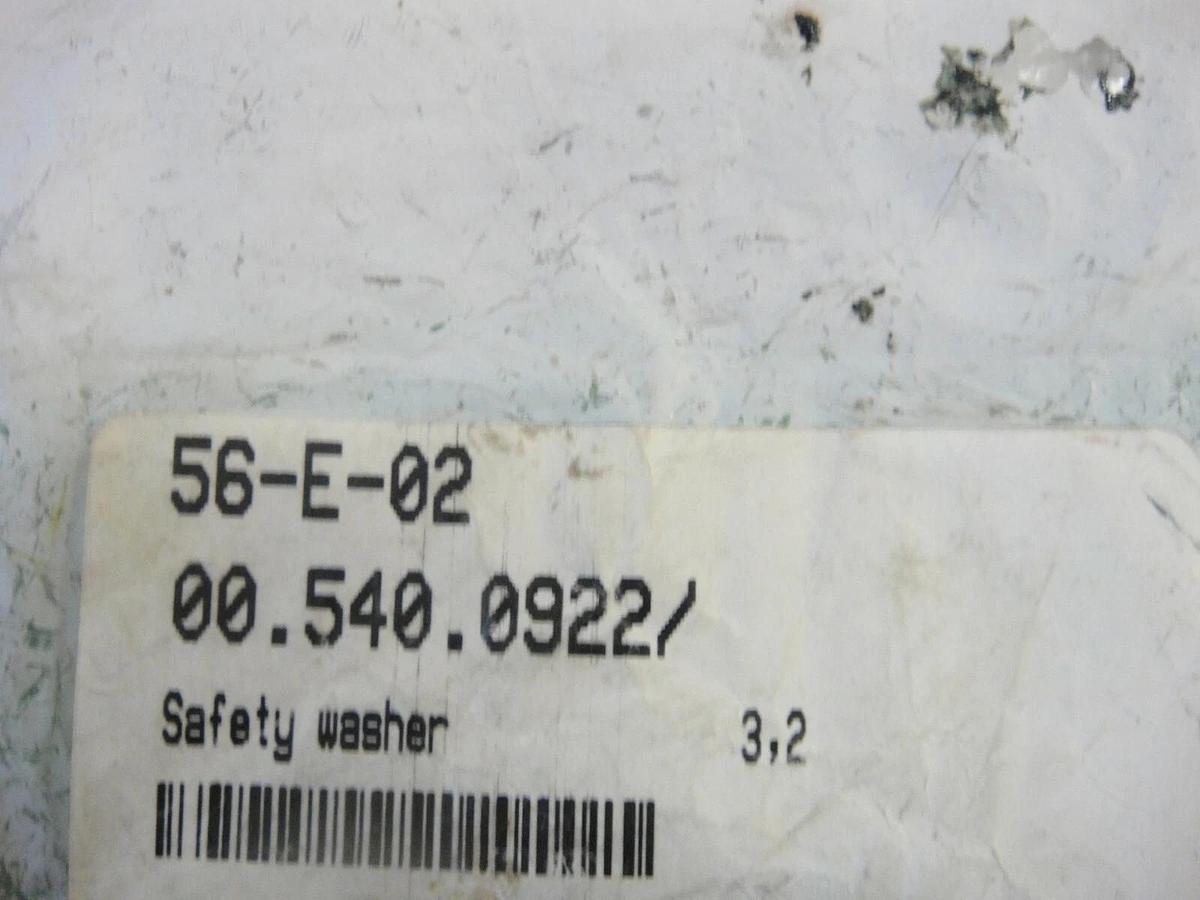 56-E-02
00.540.0922/
Safety washer 3,2